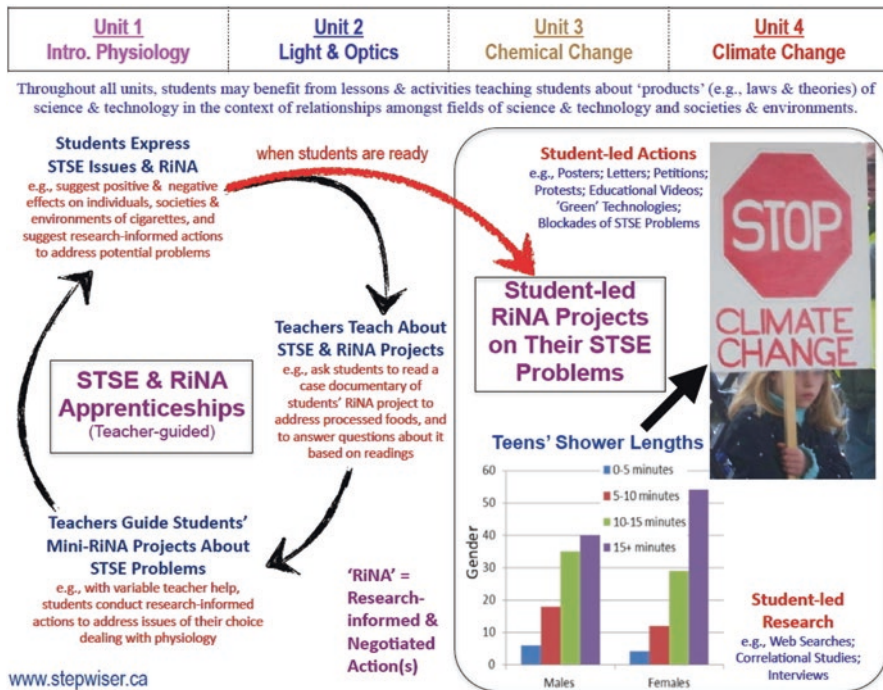 Unit 1
Intro. Physiology
Unit 2
Light & Optics
Unit 3
Chemical Change
Unit 4
Climate Change
Throughout all units, students may benefit from lessons & activities teaching students about ‘products’ (e.g., laws & theories) of
science & technology in the context of relationships amongst fields of science & technology and societies & environments.
Students Express
STSE Issues & RiNA
e.g., suggest positive & negative
effects on individuals, societies &
environments of cigarettes, and
suggest research-informed actions
to address potential problems
when students are ready
Teachers Teach About
STSE & RiNA Projects
e.g., ask students to read a
case documentary of
students’ RiNA project to
address processed foods, and
to answer questions about it
based on readings
STSE & RiNA
Apprenticeships
(Teacher-guided)
Teachers Guide Students’
Mini-RiNA Projects About
STSE Problems
e.g., with variable teacher help,
students conduct research-informed
actions to address issues of their choice
dealing with physiology
‘RiNA’ =
Research-
informed &
Negotiated
Action(s)
www.stepwiser.ca
Student-led Actions
e.g., Posters; Letters; Petitions;
Protests; Educational Videos;
‘Green’ Technologies;
Blockades of STSE Problems
STOP
CLIMATE
CHANGE
Student-led
RiNA Projects
on Their STSE
Problems
Teens’ Shower Lengths
60
50
40
30
20
10
0
Gender
0-5 minutes
5-10 minutes
10-15 minutes
15+ minutes
Males
Females
Student-led
Research
e.g., Web Searches;
Correlational Studies;
Interviews